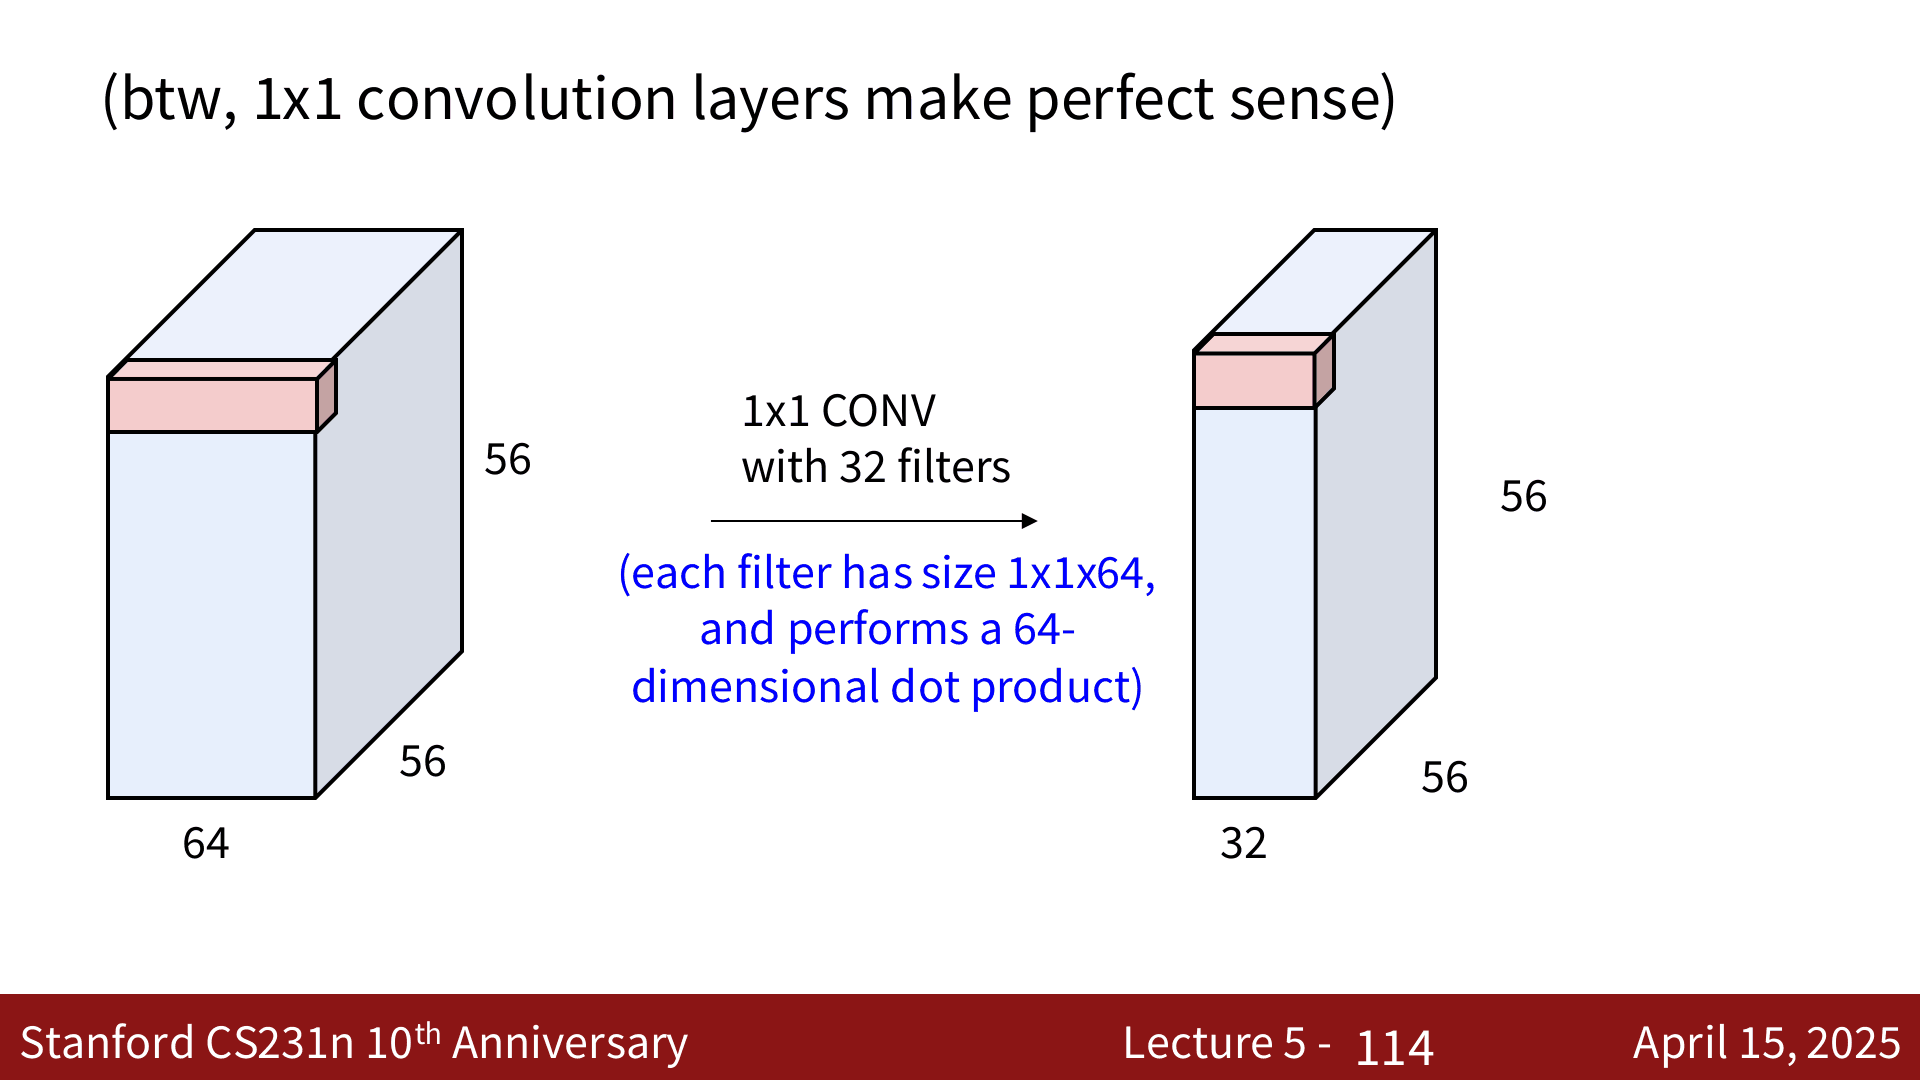 (btw, 1x1 convolution layers make perfect sense)
56
56
64
1x1 CONV
with 32 filters
(each filter has size 1x1x64,
and performs a 64-
dimensional dot product)
56
56
32
Stanford CS231n 10th Anniversary
Lecture 5 - 114
April 15, 2025